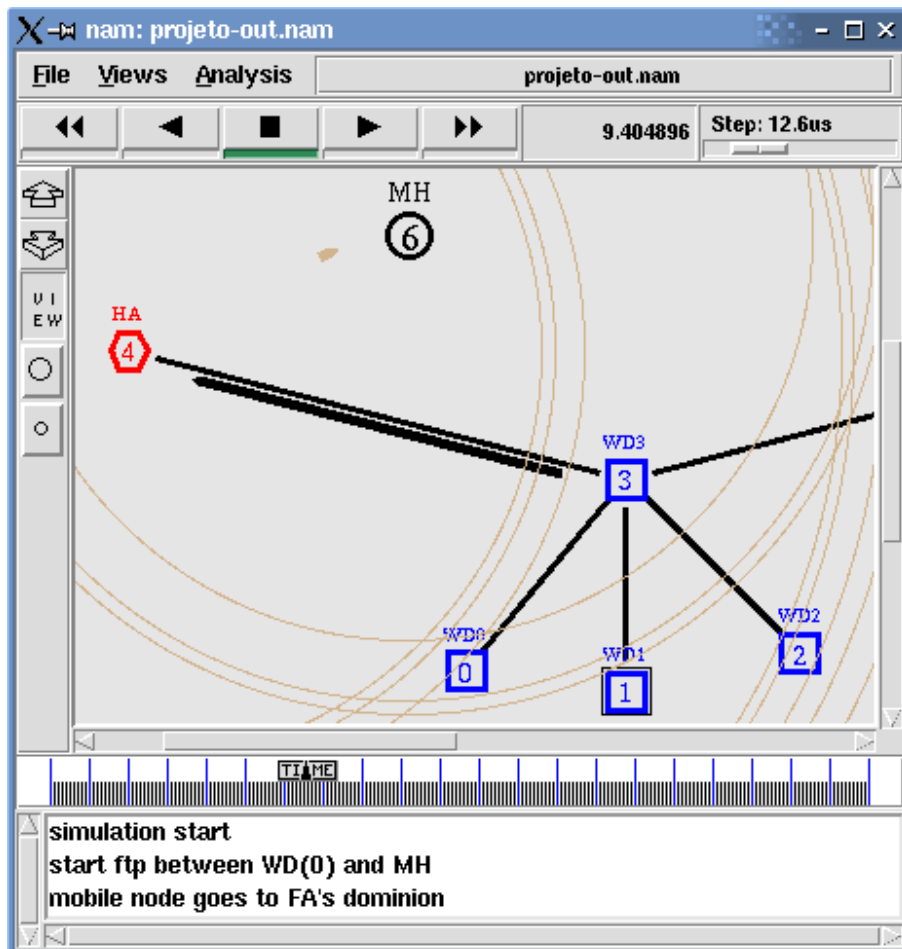 nam: projeto-out.nam
File Views Analysis projeto-out.nam
9.404896 Step: 12.6us
MH
6
HA
4
VI
EW
WD3
3
WD0
0
WD1
1
WD2
2
TIME
simulation start
start ftp between WD(0) and MH
mobile node goes to FA's dominion